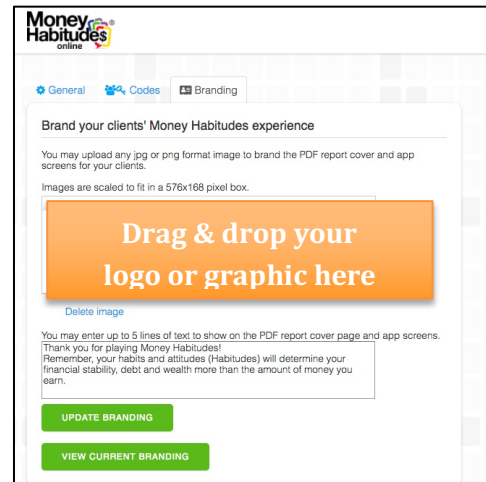 Money
Habitudes
online
General Codes Branding
Brand your clients' Money Habitudes experience
You may upload any jpg or png format image to brand the PDF report cover and app
screens for your clients.
Images are scaled to fit in a 576x168 pixel box.
Drag & drop your
logo or graphic here
Delete image
You may enter up to 5 lines of text to show on the PDF report cover page and app screens.
Thank you for playing Money Habitudes!
Remember, your habits and attitudes (Habitudes) will determine your
financial stability, debt and wealth more than the amount of money you
earn.
UPDATE BRANDING
VIEW CURRENT BRANDING